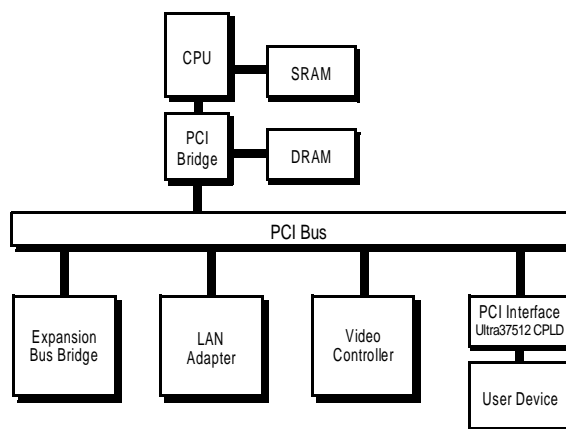 CPU
SRAM
PCI
Bridge
DRAM
PCI Bus
Expansion
Bus Bridge
LAN
Adapter
Video
Controller
PCI Interface
Ultra37512 CPLD
User Device